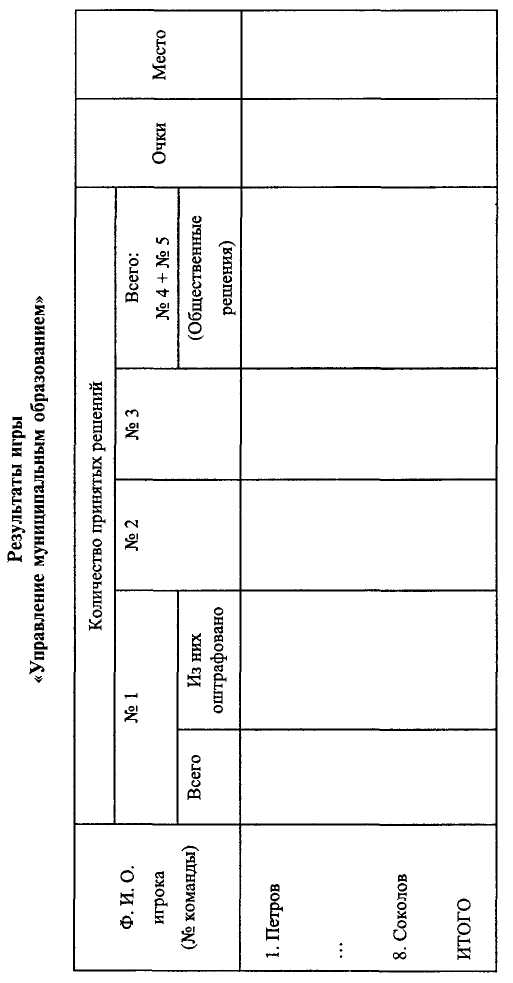 Результаты игры
«Управление муниципальным образованием»
Ф. И. О.
игрока
(№ команды)
Количество принятых решений
Очки
Место
№ 1
№ 2
№ 3
Всего:
№ 4 + № 5
Всего
Из них
оштрафовано
(Общественные
решения)
1. Петров
...
8. Соколов
ИТОГО